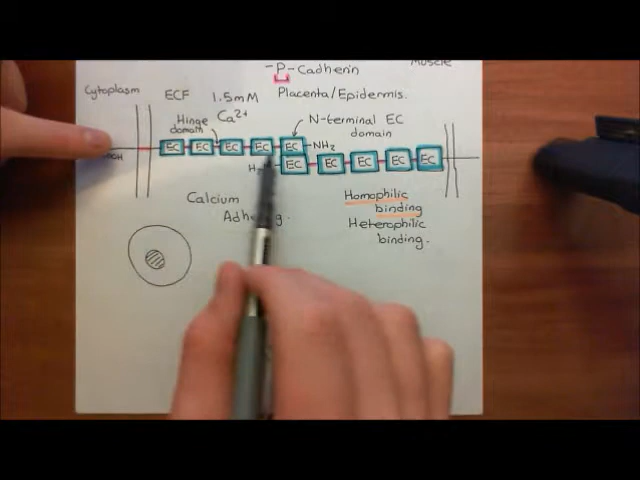 -P-Cadherin
Muscle
Cytoplasm
ECF
1.5mM
Ca2+
Placenta/Epidermis.
Hinge
domain
N-terminal EC
domain
EC EC EC EC EC NH2
EC EC EC EC EC
Calcium
Homophilic
binding
Heterophilic
binding.